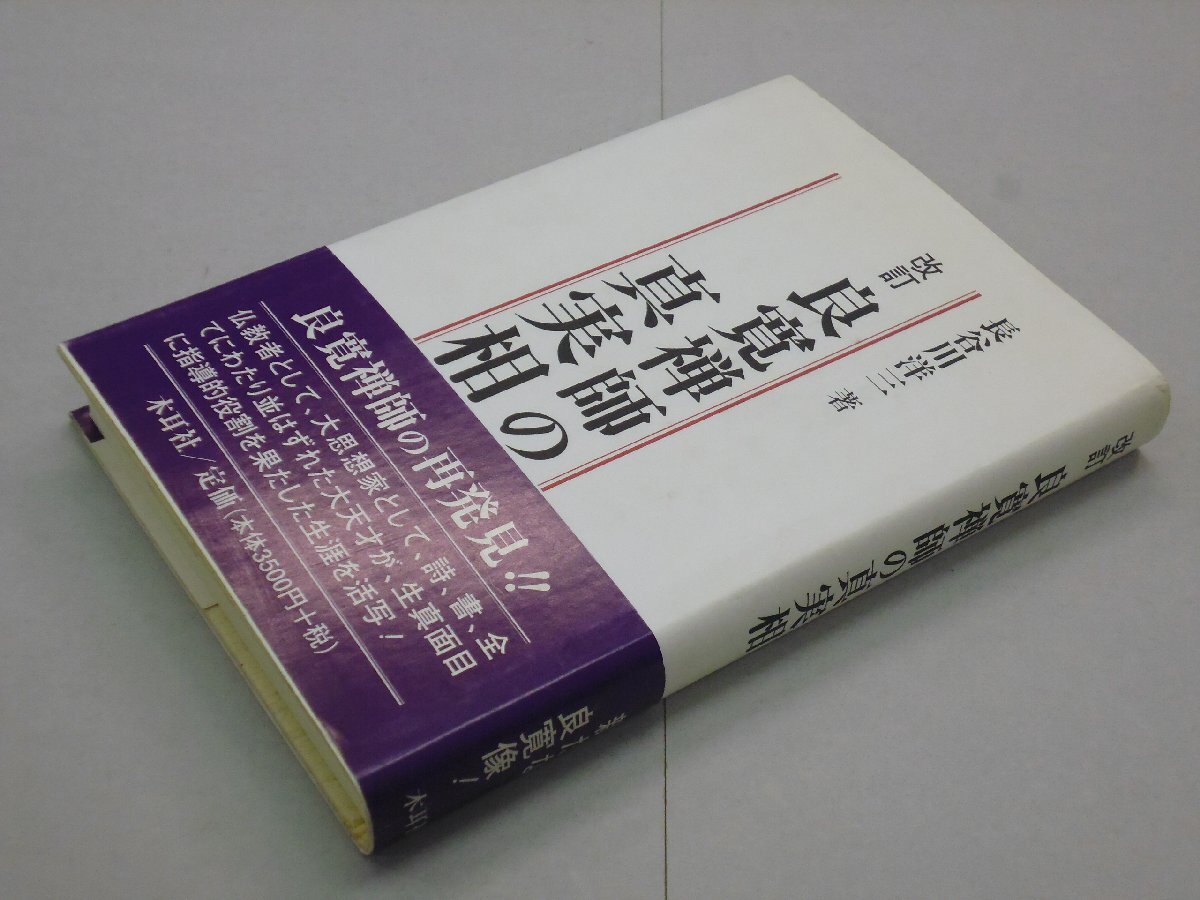 改訂
良寛禅師の
真実相
長谷川洋三 著
良寛禅師の再発見!!
仏教者として、大思想家として、詩、書、全
てにわたり並はずれた大天才が、生真面目
に指導的役割を果たした生涯を活写!
木耳社/定価(本体3500円+税)
改訂 良寛禅師の真実相
良寛像!
木耳